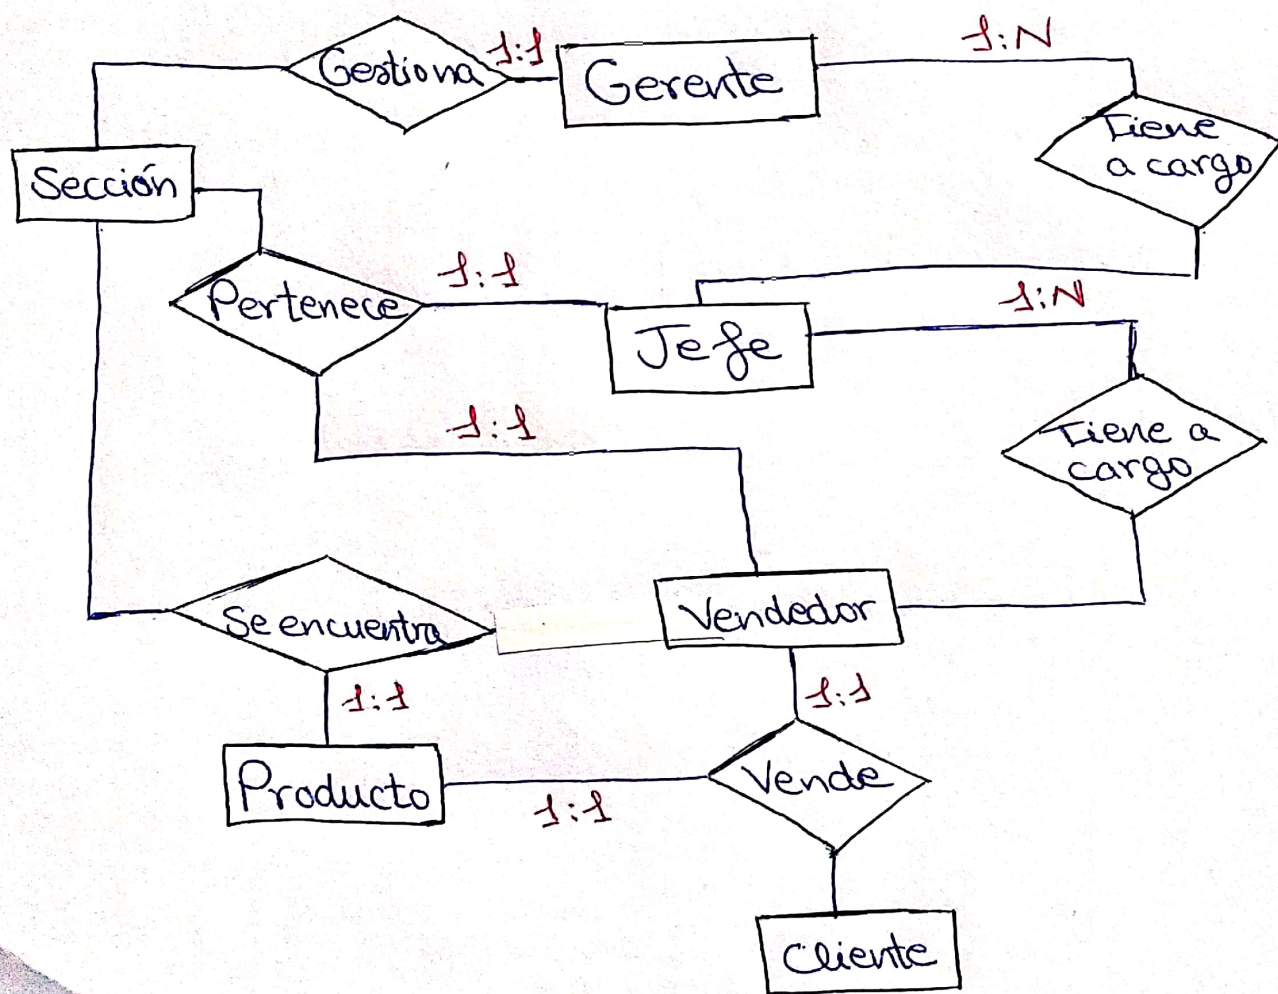 1:N
Gestiona
1:1
Gerente
Tiene
a cargo
Sección
1:1
Pertenece
1:N
Jefe
1:1
Tiene a
cargo
Se encuentra
Vendedor
1:1
1:1
Producto
1:1
Vende
Cliente